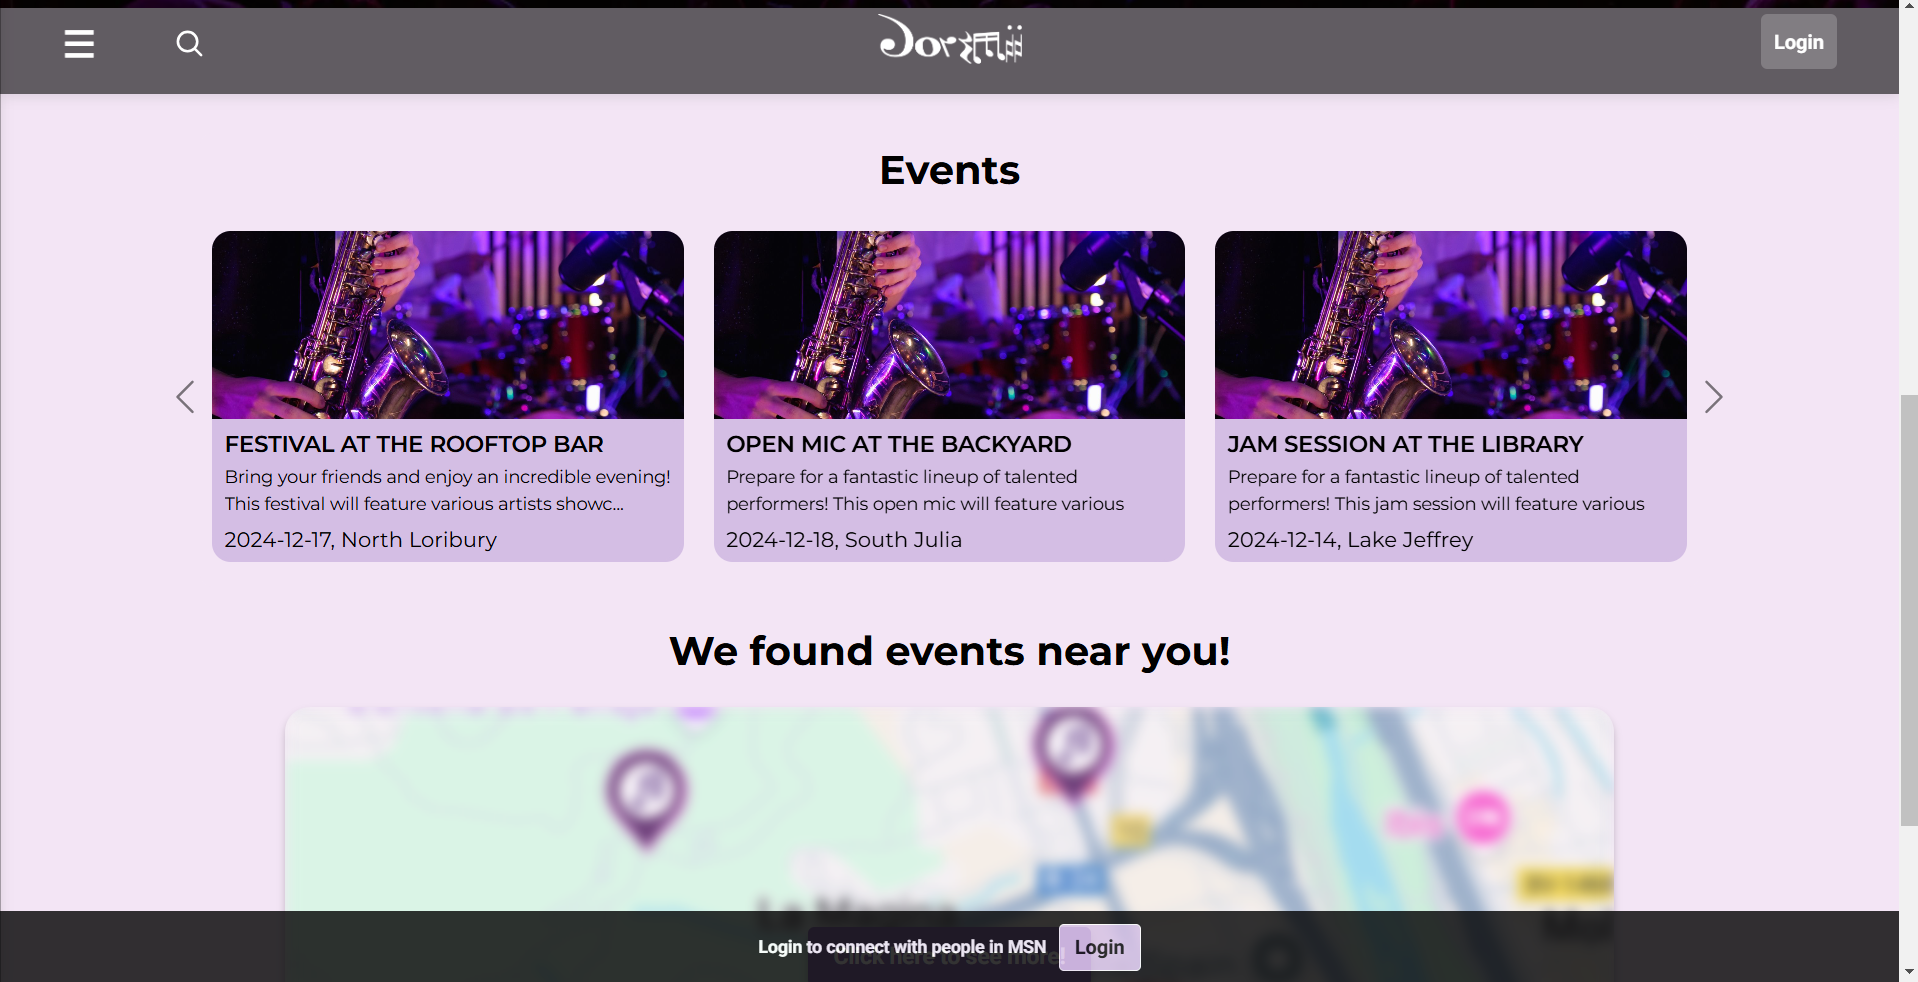 Login
Events
FESTIVAL AT THE ROOFTOP BAR
Bring your friends and enjoy an incredible evening!
This festival will feature various artists showc...
2024-12-17, North Loribury
OPEN MIC AT THE BACKYARD
Prepare for a fantastic lineup of talented
performers! This open mic will feature various
2024-12-18, South Julia
JAM SESSION AT THE LIBRARY
Prepare for a fantastic lineup of talented
performers! This jam session will feature various
2024-12-14, Lake Jeffrey
We found events near you!
Login to connect with people in MSN
Login
Click here to see more!